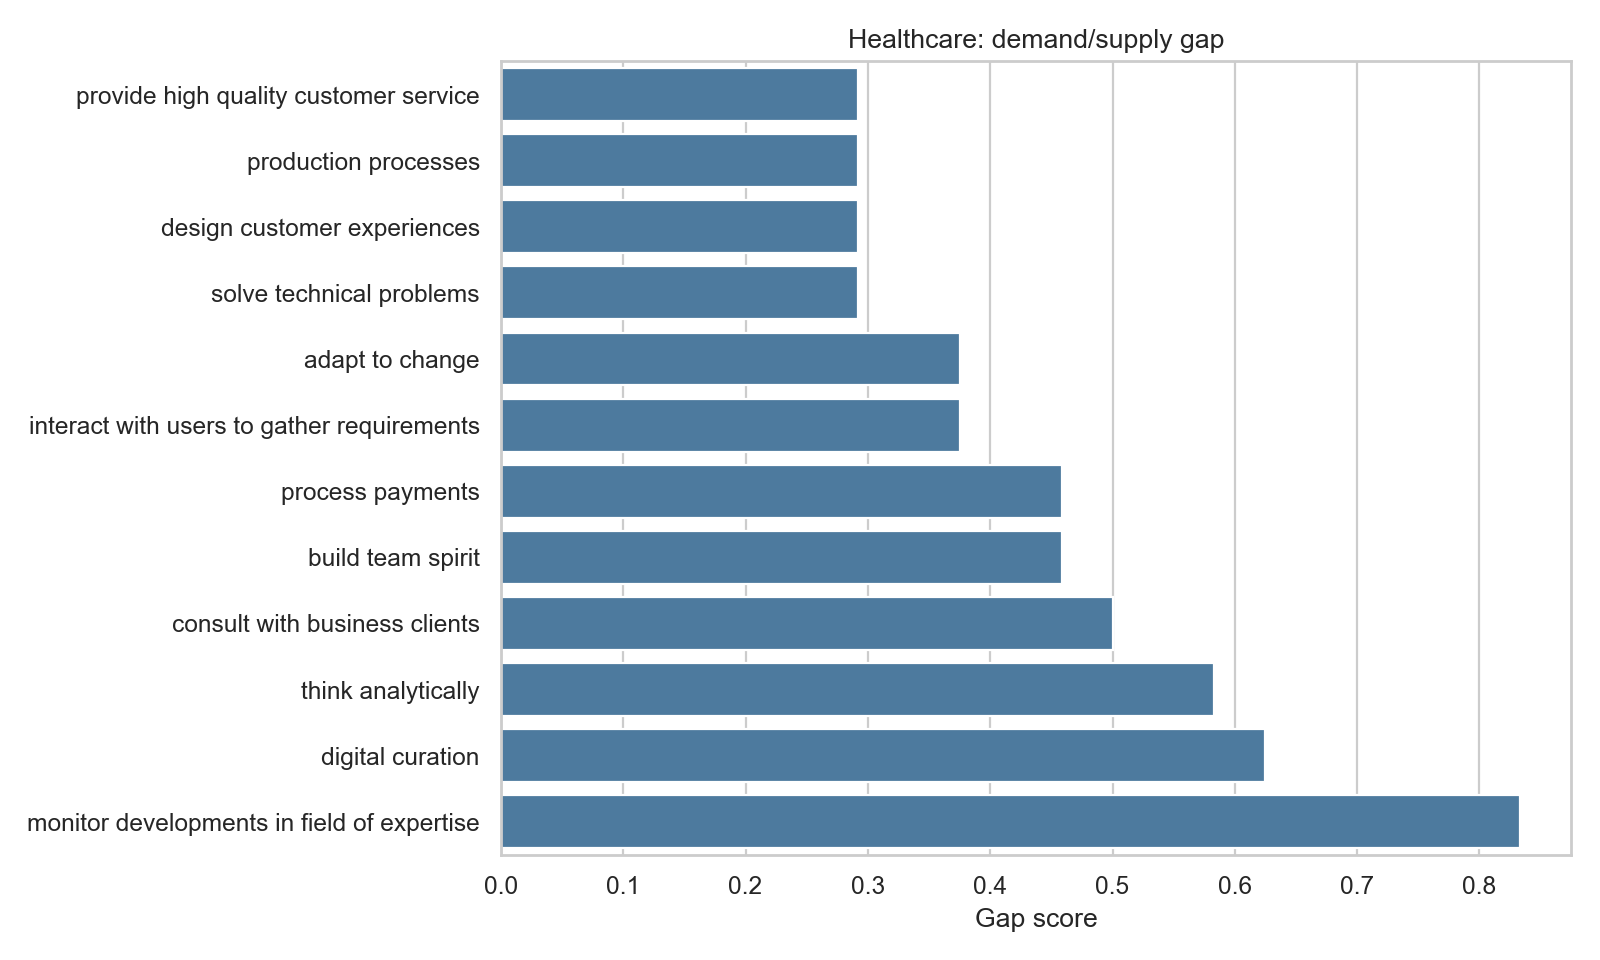 Healthcare: demand/supply gap
provide high quality customer service
production processes
design customer experiences
solve technical problems
adapt to change
interact with users to gather requirements
process payments
build team spirit
consult with business clients
think analytically
digital curation
monitor developments in field of expertise
0.0 0.1 0.2 0.3 0.4 0.5 0.6 0.7 0.8
Gap score